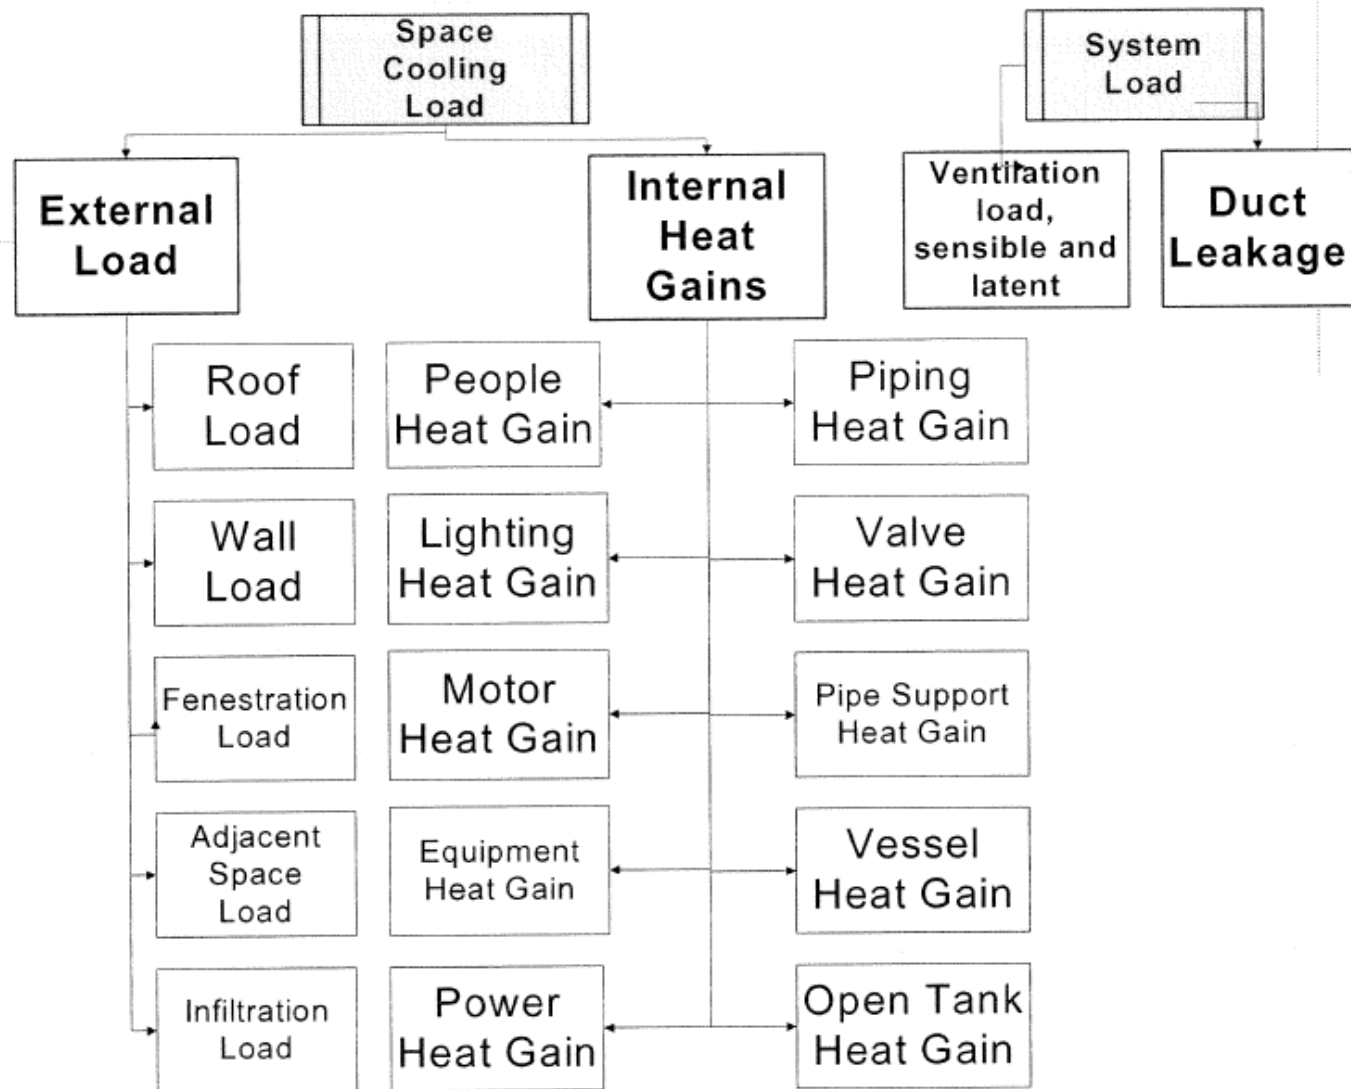 Space
Cooling
Load
System
Load
External
Load
Internal
Heat
Gains
Ventilation
load,
sensible and
latent
Duct
Leakage
Roof
Load
People
Heat Gain
Piping
Heat Gain
Wall
Load
Lighting
Heat Gain
Valve
Heat Gain
Fenestration
Load
Motor
Heat Gain
Pipe Support
Heat Gain
Adjacent
Space
Load
Equipment
Heat Gain
Vessel
Heat Gain
Infiltration
Load
Power
Heat Gain
Open Tank
Heat Gain